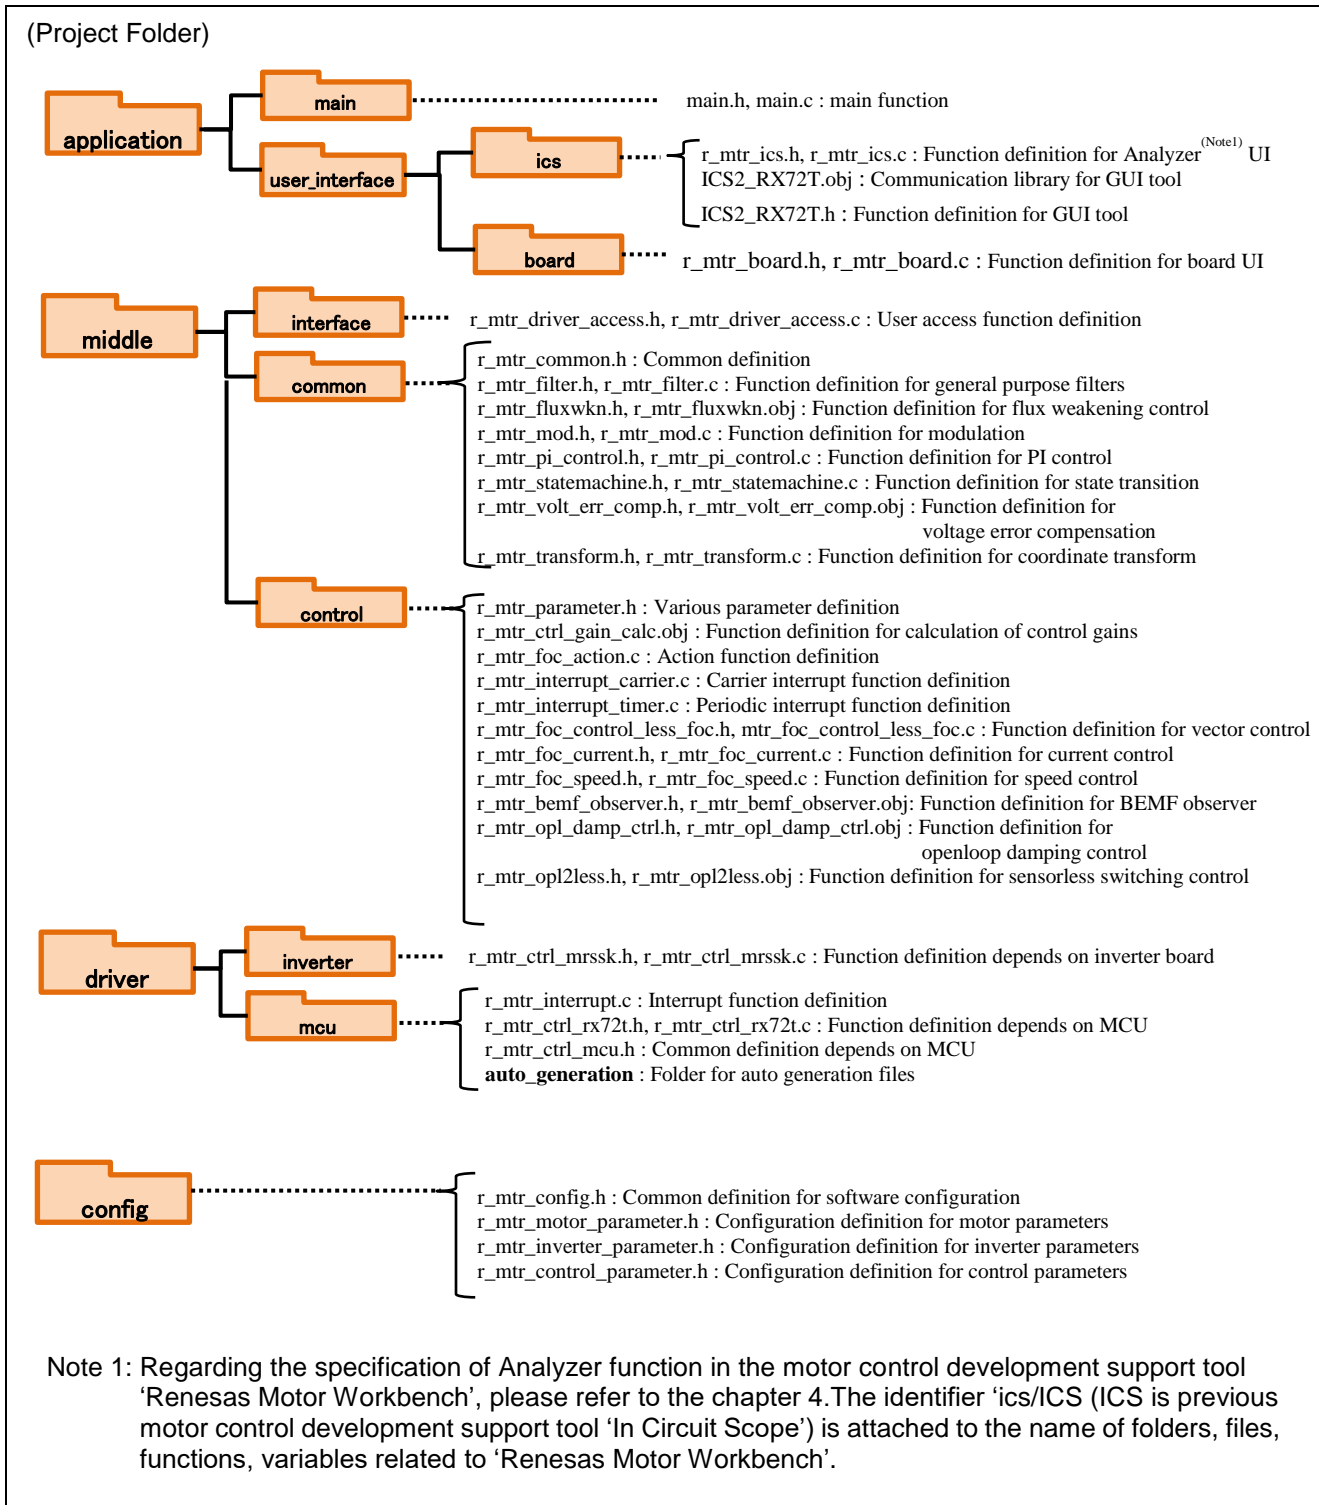 (Project Folder)
main
main.h, main.c : main function
application
ics
r_mtr_ics.h, r_mtr_ics.c : Function definition for Analyzer(Note1) UI
user_interface
ICS2_RX72T.obj : Communication library for GUI tool
ICS2_RX72T.h : Function definition for GUI tool
board
r_mtr_board.h, r_mtr_board.c : Function definition for board UI
interface
r_mtr_driver_access.h, r_mtr_driver_access.c : User access function definition
middle
common
r_mtr_common.h : Common definition
r_mtr_filter.h, r_mtr_filter.c : Function definition for general purpose filters
r_mtr_fluxwkn.h, r_mtr_fluxwkn.obj : Function definition for flux weakening control
r_mtr_mod.h, r_mtr_mod.c : Function definition for modulation
r_mtr_pi_control.h, r_mtr_pi_control.c : Function definition for PI control
r_mtr_statemachine.h, r_mtr_statemachine.c : Function definition for state transition
r_mtr_volt_err_comp.h, r_mtr_volt_err_comp.obj : Function definition for
voltage error compensation
r_mtr_transform.h, r_mtr_transform.c : Function definition for coordinate transform
control
r_mtr_parameter.h : Various parameter definition
r_mtr_ctrl_gain_calc.obj : Function definition for calculation of control gains
r_mtr_foc_action.c : Action function definition
r_mtr_interrupt_carrier.c : Carrier interrupt function definition
r_mtr_interrupt_timer.c : Periodic interrupt function definition
r_mtr_foc_control_less_foc.h, mtr_foc_control_less_foc.c : Function definition for vector control
r_mtr_foc_current.h, r_mtr_foc_current.c : Function definition for current control
r_mtr_foc_speed.h, r_mtr_foc_speed.c : Function definition for speed control
r_mtr_bemf_observer.h, r_mtr_bemf_observer.obj: Function definition for BEMF observer
r_mtr_opl_damp_ctrl.h, r_mtr_opl_damp_ctrl.obj : Function definition for
openloop damping control
r_mtr_opl2less.h, r_mtr_opl2less.obj : Function definition for sensorless switching control
inverter
r_mtr_ctrl_mrssk.h, r_mtr_ctrl_mrssk.c : Function definition depends on inverter board
driver
mcu
r_mtr_interrupt.c : Interrupt function definition
r_mtr_ctrl_rx72t.h, r_mtr_ctrl_rx72t.c : Function definition depends on MCU
r_mtr_ctrl_mcu.h : Common definition depends on MCU
auto_generation : Folder for auto generation files
config
r_mtr_config.h : Common definition for software configuration
r_mtr_motor_parameter.h : Configuration definition for motor parameters
r_mtr_inverter_parameter.h : Configuration definition for inverter parameters
r_mtr_control_parameter.h : Configuration definition for control parameters
Note 1: Regarding the specification of Analyzer function in the motor control development support tool
‘Renesas Motor Workbench’, please refer to the chapter 4.The identifier ‘ics/ICS (ICS is previous
motor control development support tool ‘In Circuit Scope’) is attached to the name of folders, files,
functions, variables related to ‘Renesas Motor Workbench’.